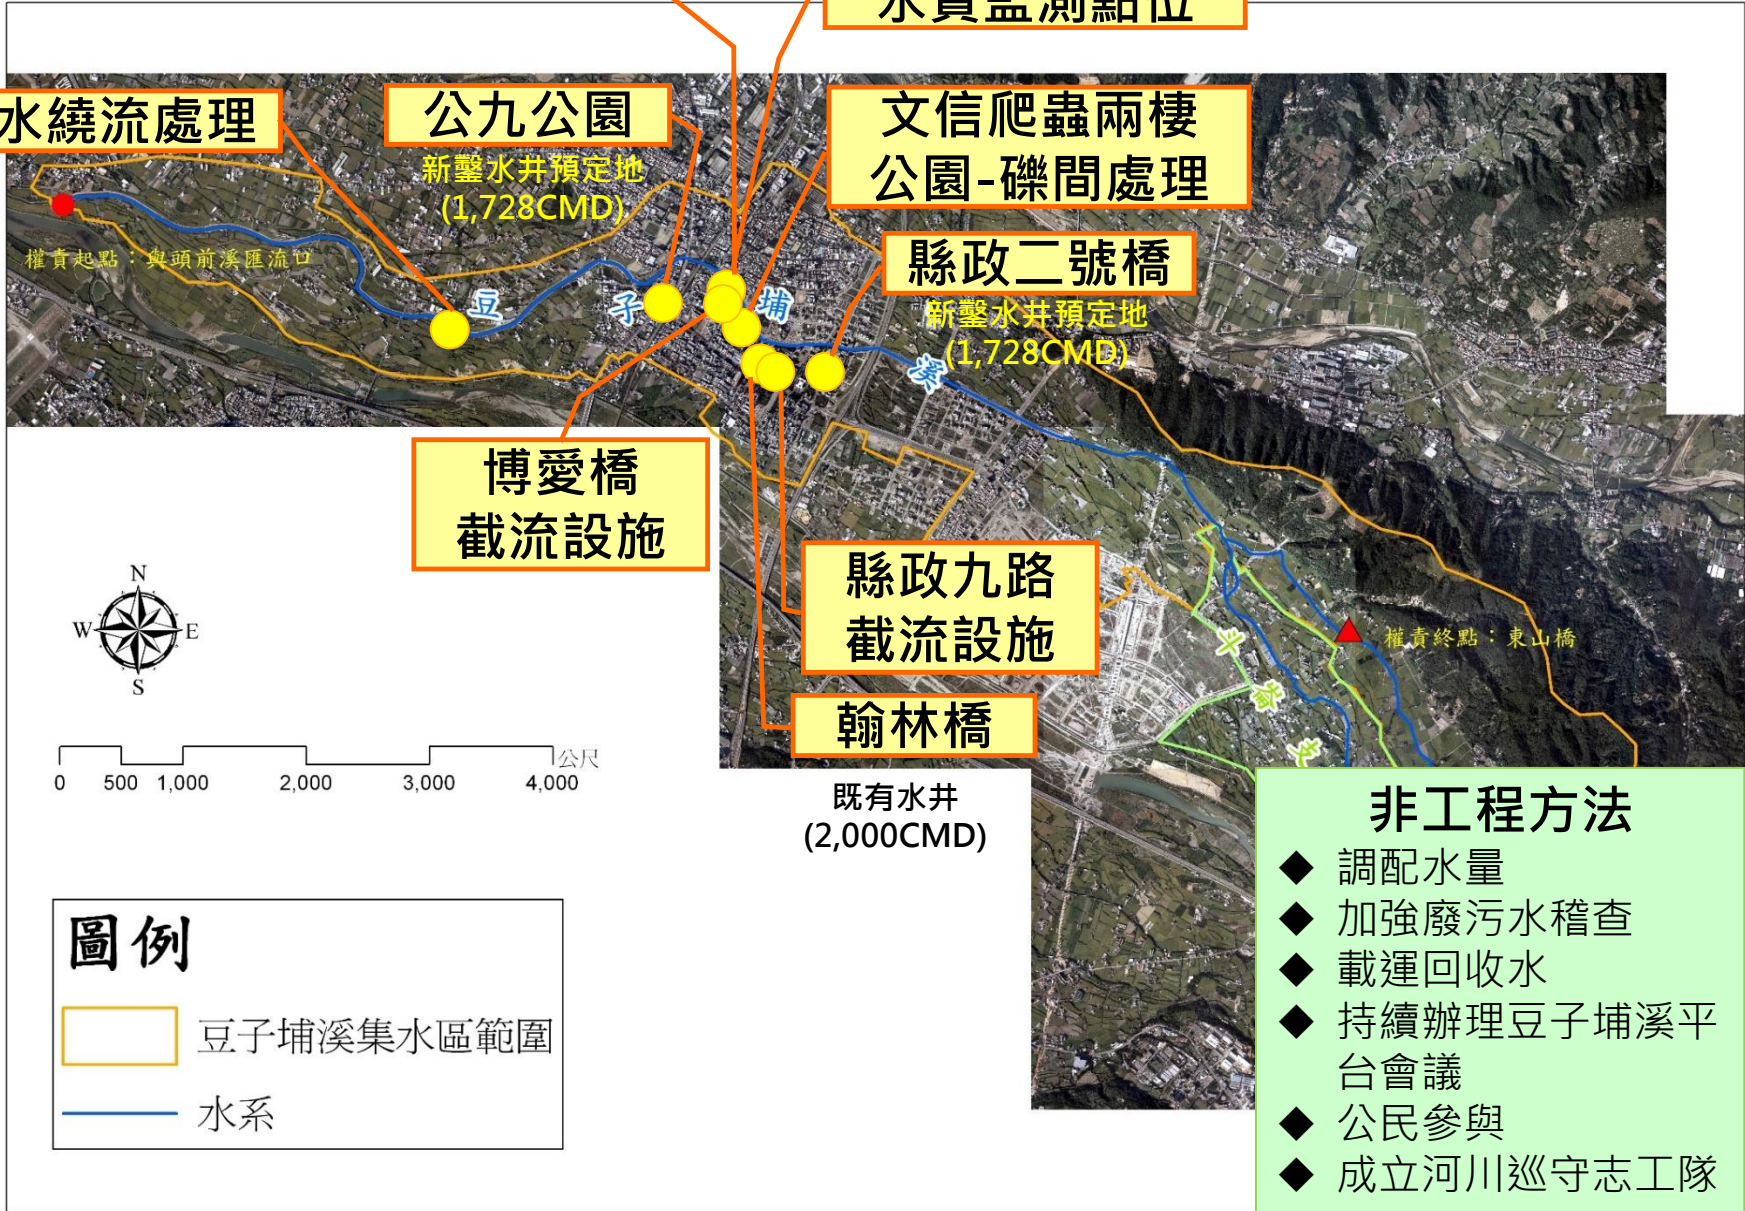 水質監測點位
水繞流處理
公九公園
新鑿水井預定地
(1,728CMD)
文信爬蟲兩棲
公園-礫間處理
縣政二號橋
新鑿水井預定地
(1,728CMD)
權責起點：與頭前溪匯流口
豆
子
埔
溪
博愛橋
截流設施
縣政九路
截流設施
翰林橋
既有水井
(2,000CMD)
權責終點：東山橋
斗
崙
支
N
W
E
S
公尺
0 500 1,000 2,000 3,000 4,000
圖例
豆子埔溪集水區範圍
水系
非工程方法
◆ 調配水量
◆ 加強廢污水稽查
◆ 載運回收水
◆ 持續辦理豆子埔溪平
台會議
◆ 公民參與
◆ 成立河川巡守志工隊